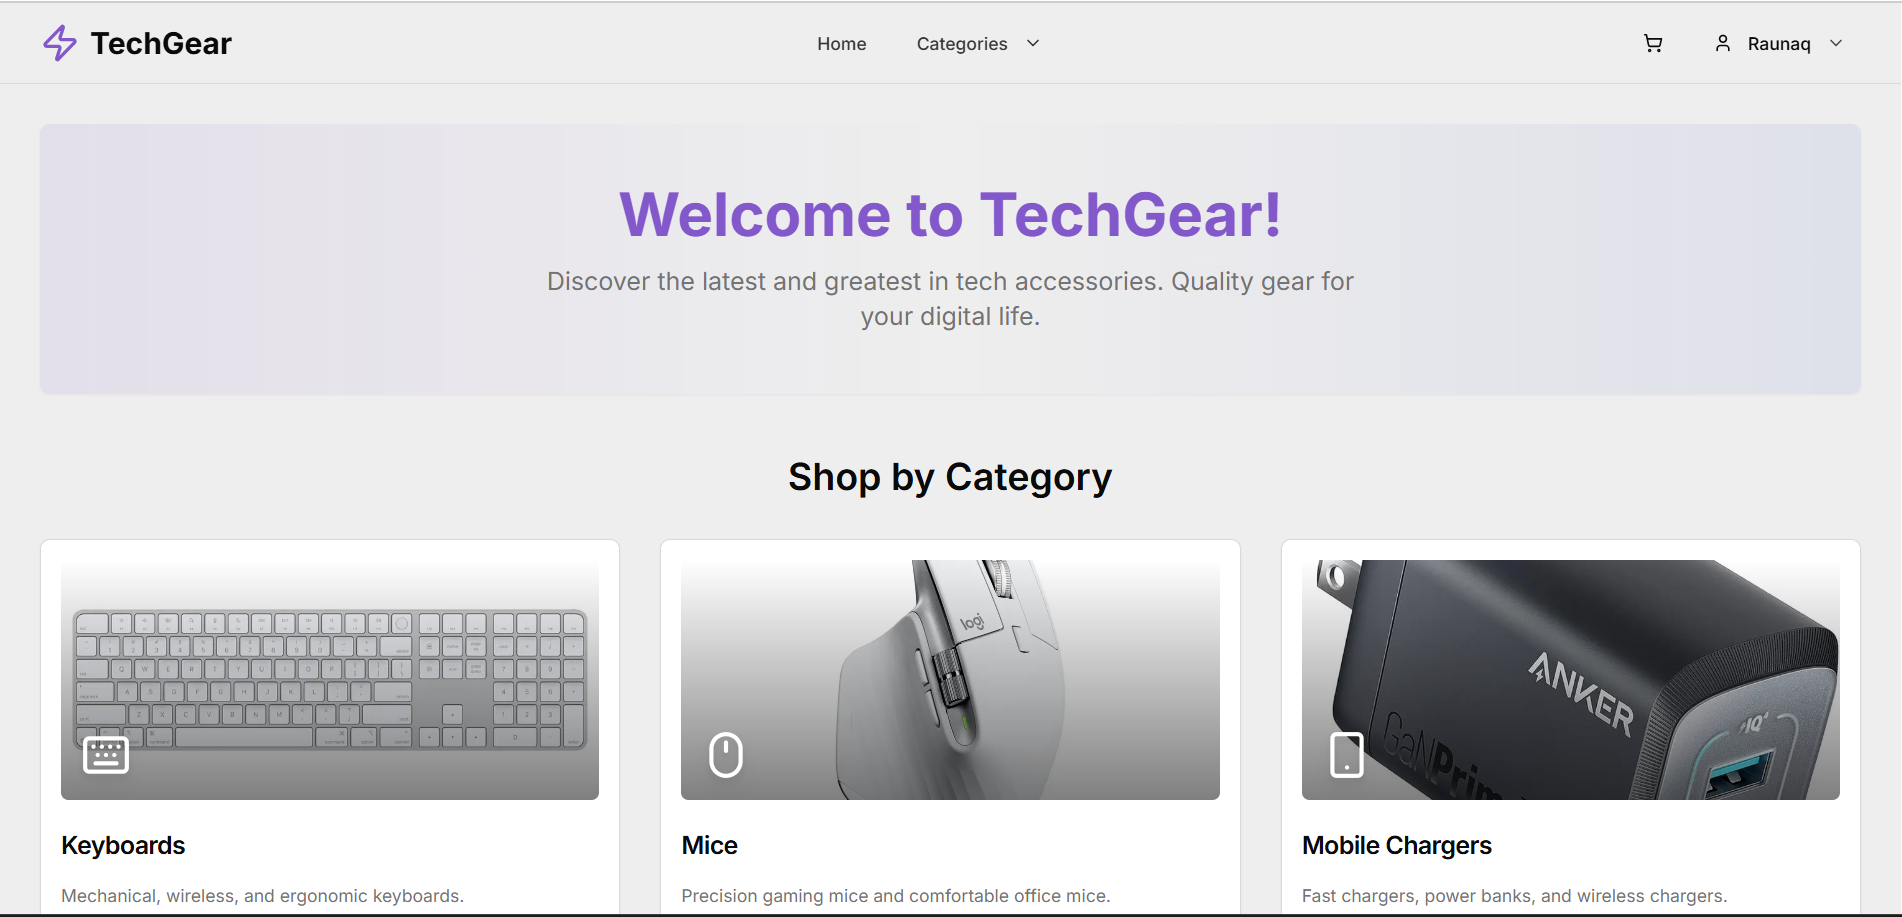 TechGear
Home
Categories
Raunaq
Welcome to TechGear!
Discover the latest and greatest in tech accessories. Quality gear for
your digital life.
Shop by Category
logi
ANKER
IQ
Keyboards
Mice
Mobile Chargers
Mechanical, wireless, and ergonomic keyboards.
Precision gaming mice and comfortable office mice.
Fast chargers, power banks, and wireless chargers.